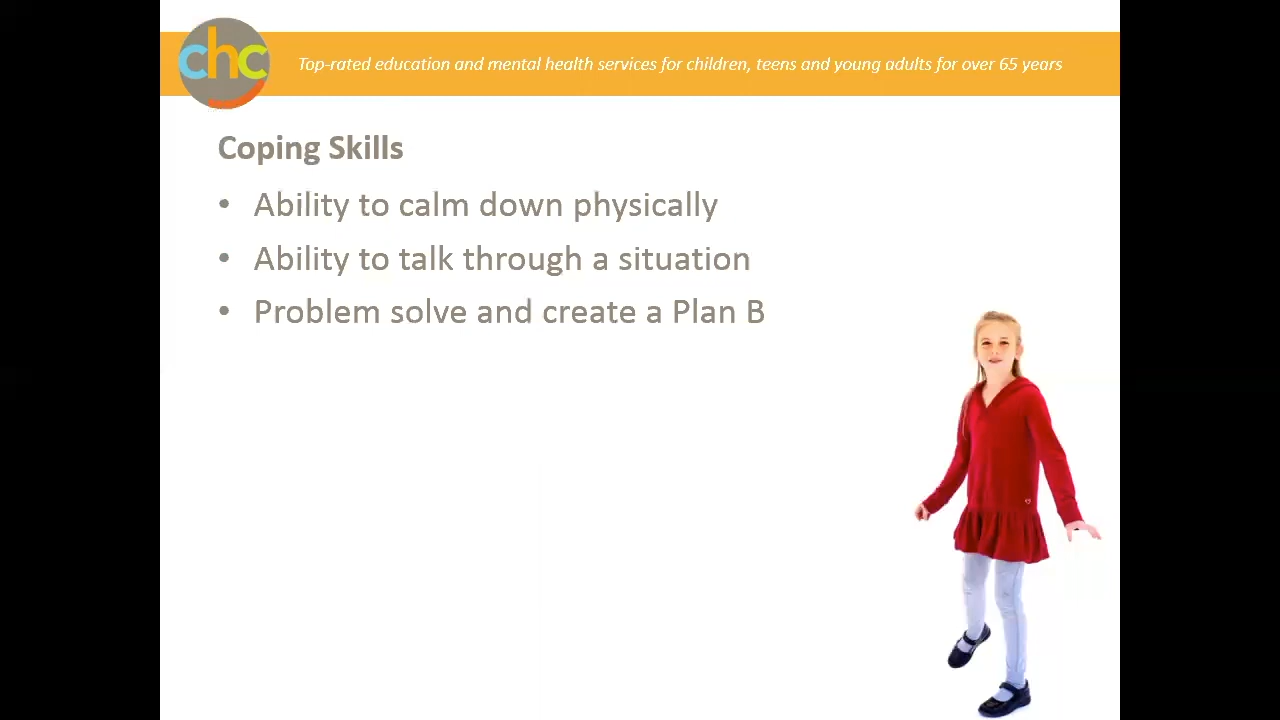 chc
Top-rated education and mental health services for children, teens and young adults for over 65 years
Coping Skills
• Ability to calm down physically
• Ability to talk through a situation
• Problem solve and create a Plan B